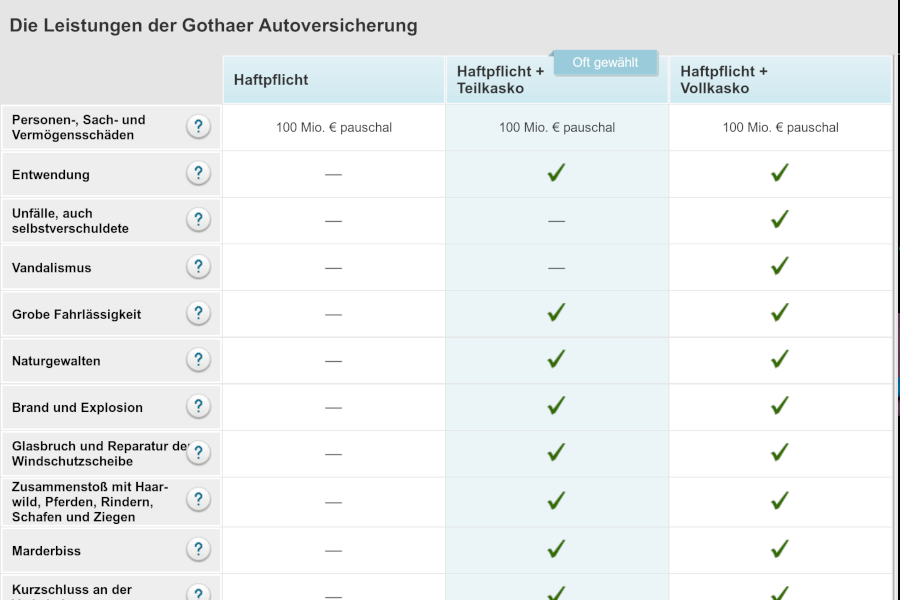 Die Leistungen der Gothaer Autoversicherung
Haftpflicht
Haftpflicht +
Teilkasko
Oft gewählt
Haftpflicht +
Vollkasko
Personen-, Sach- und
Vermögensschäden
?
100 Mio. € pauschal
100 Mio. € pauschal
100 Mio. € pauschal
Entwendung
?
—
✓
✓
Unfälle, auch
selbstverschuldete
?
—
—
✓
Vandalismus
?
—
—
✓
Grobe Fahrlässigkeit
?
—
✓
✓
Naturgewalten
?
—
✓
✓
Brand und Explosion
?
—
✓
✓
Glasbruch und Reparatur der
Windschutzscheibe
?
—
✓
✓
Zusammenstoß mit Haar-
wild, Pferden, Rindern,
Schafen und Ziegen
?
—
✓
✓
Marderbiss
?
—
✓
✓
Kurzschluss an der
?
—
✓
✓